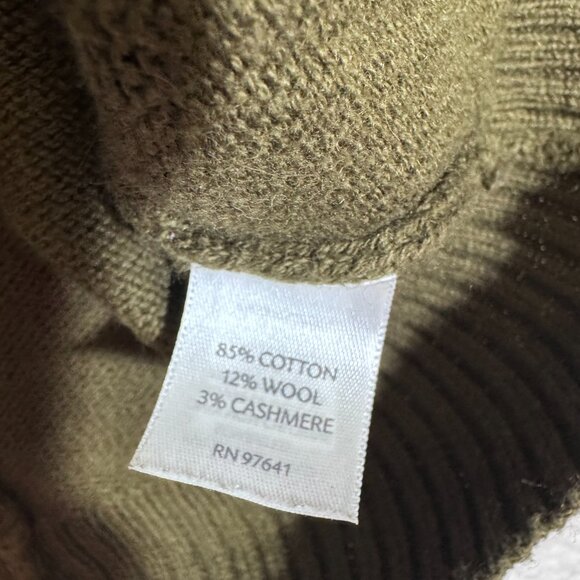 85% COTTON
12% WOOL
3% CASHMERE
RN 97641